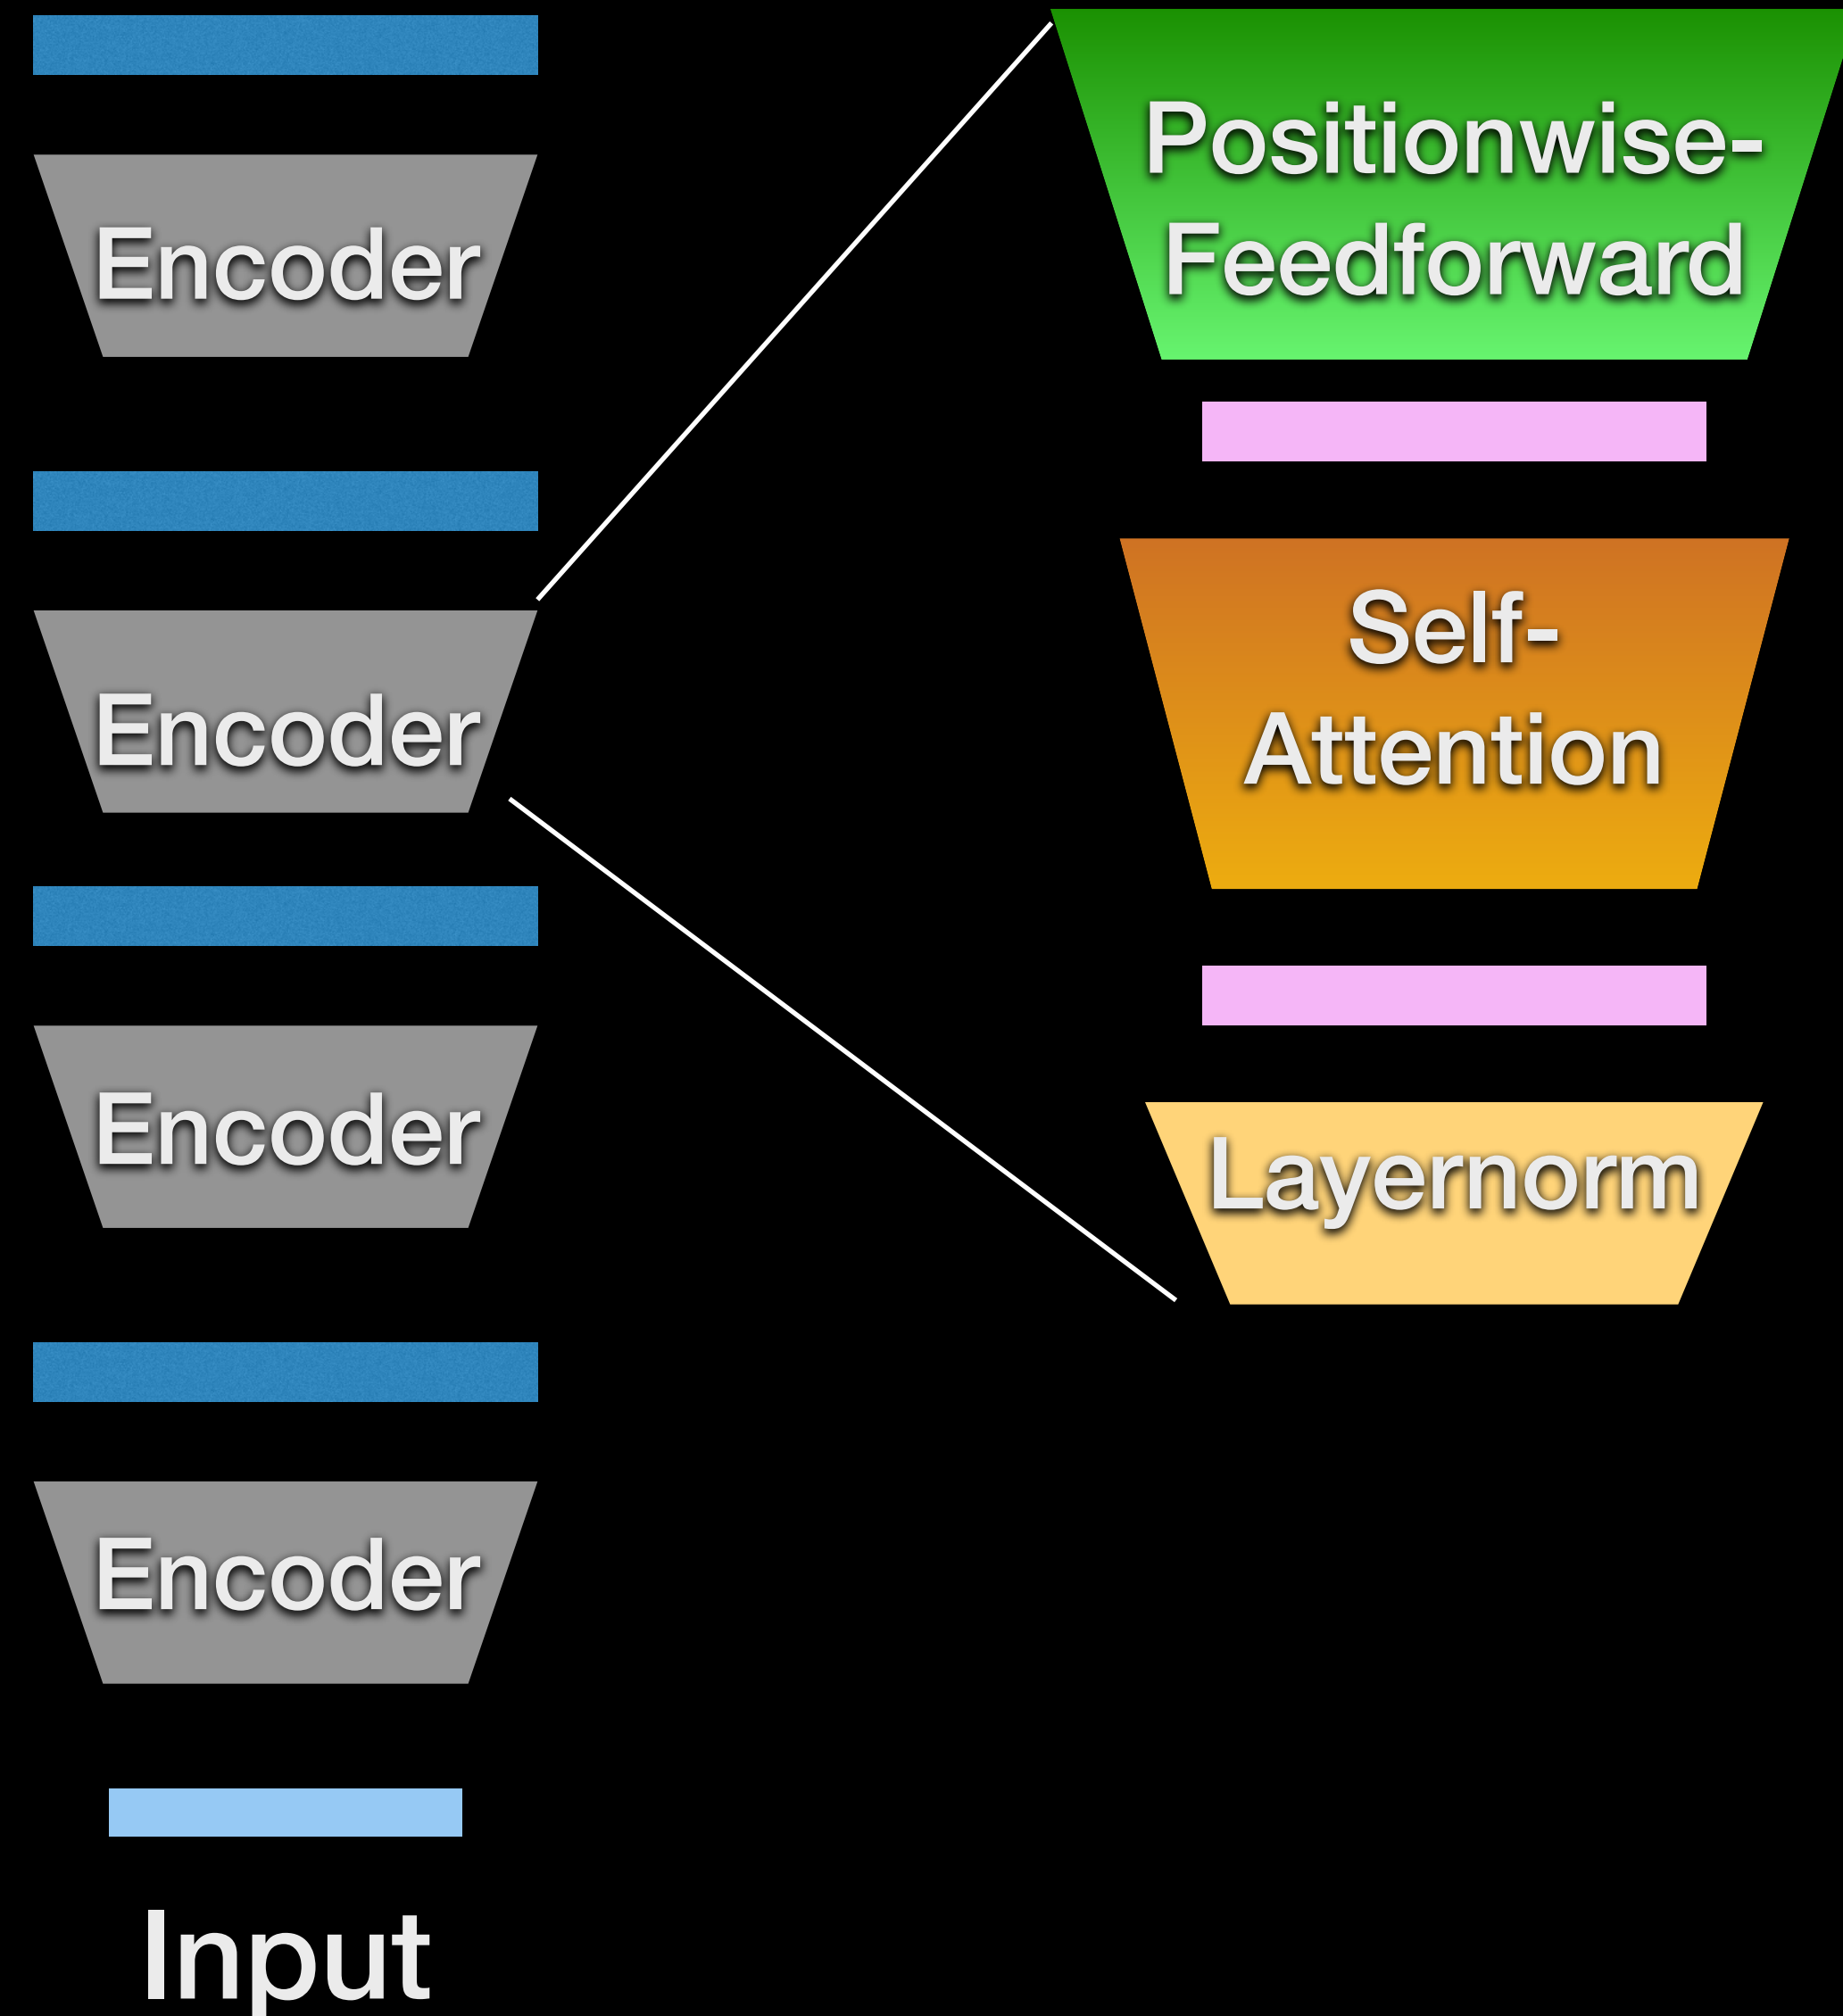 Encoder
Encoder
Encoder
Encoder
Input
Positionwise-
Feedforward
Self-
Attention
Layernorm